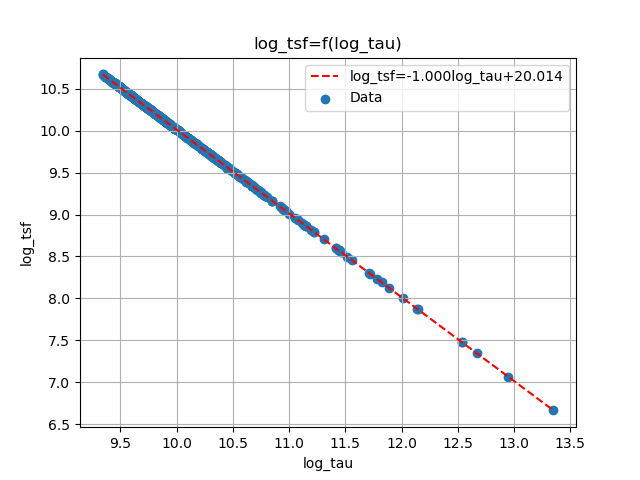 log_tsf=f(log_tau)
log_tsf=-1.000log_tau+20.014
Data
10.5
10.0
9.5
9.0
8.5
8.0
7.5
7.0
6.5
log_tsf
9.5 10.0 10.5 11.0 11.5 12.0 12.5 13.0 13.5
log_tau